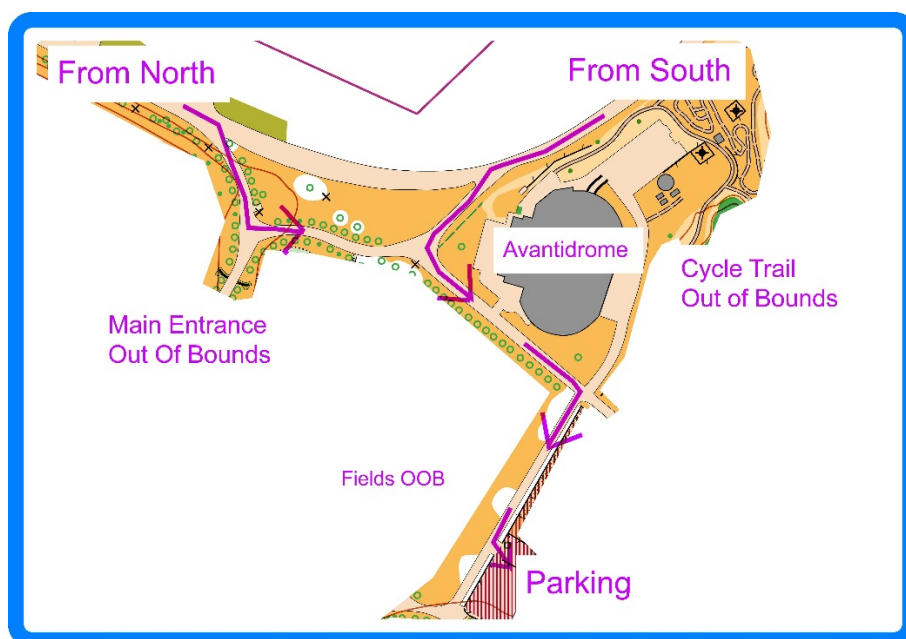 From North
From South
Avantidrome
Cycle Trail
Out of Bounds
Main Entrance
Out Of Bounds
Fields OOB
Parking